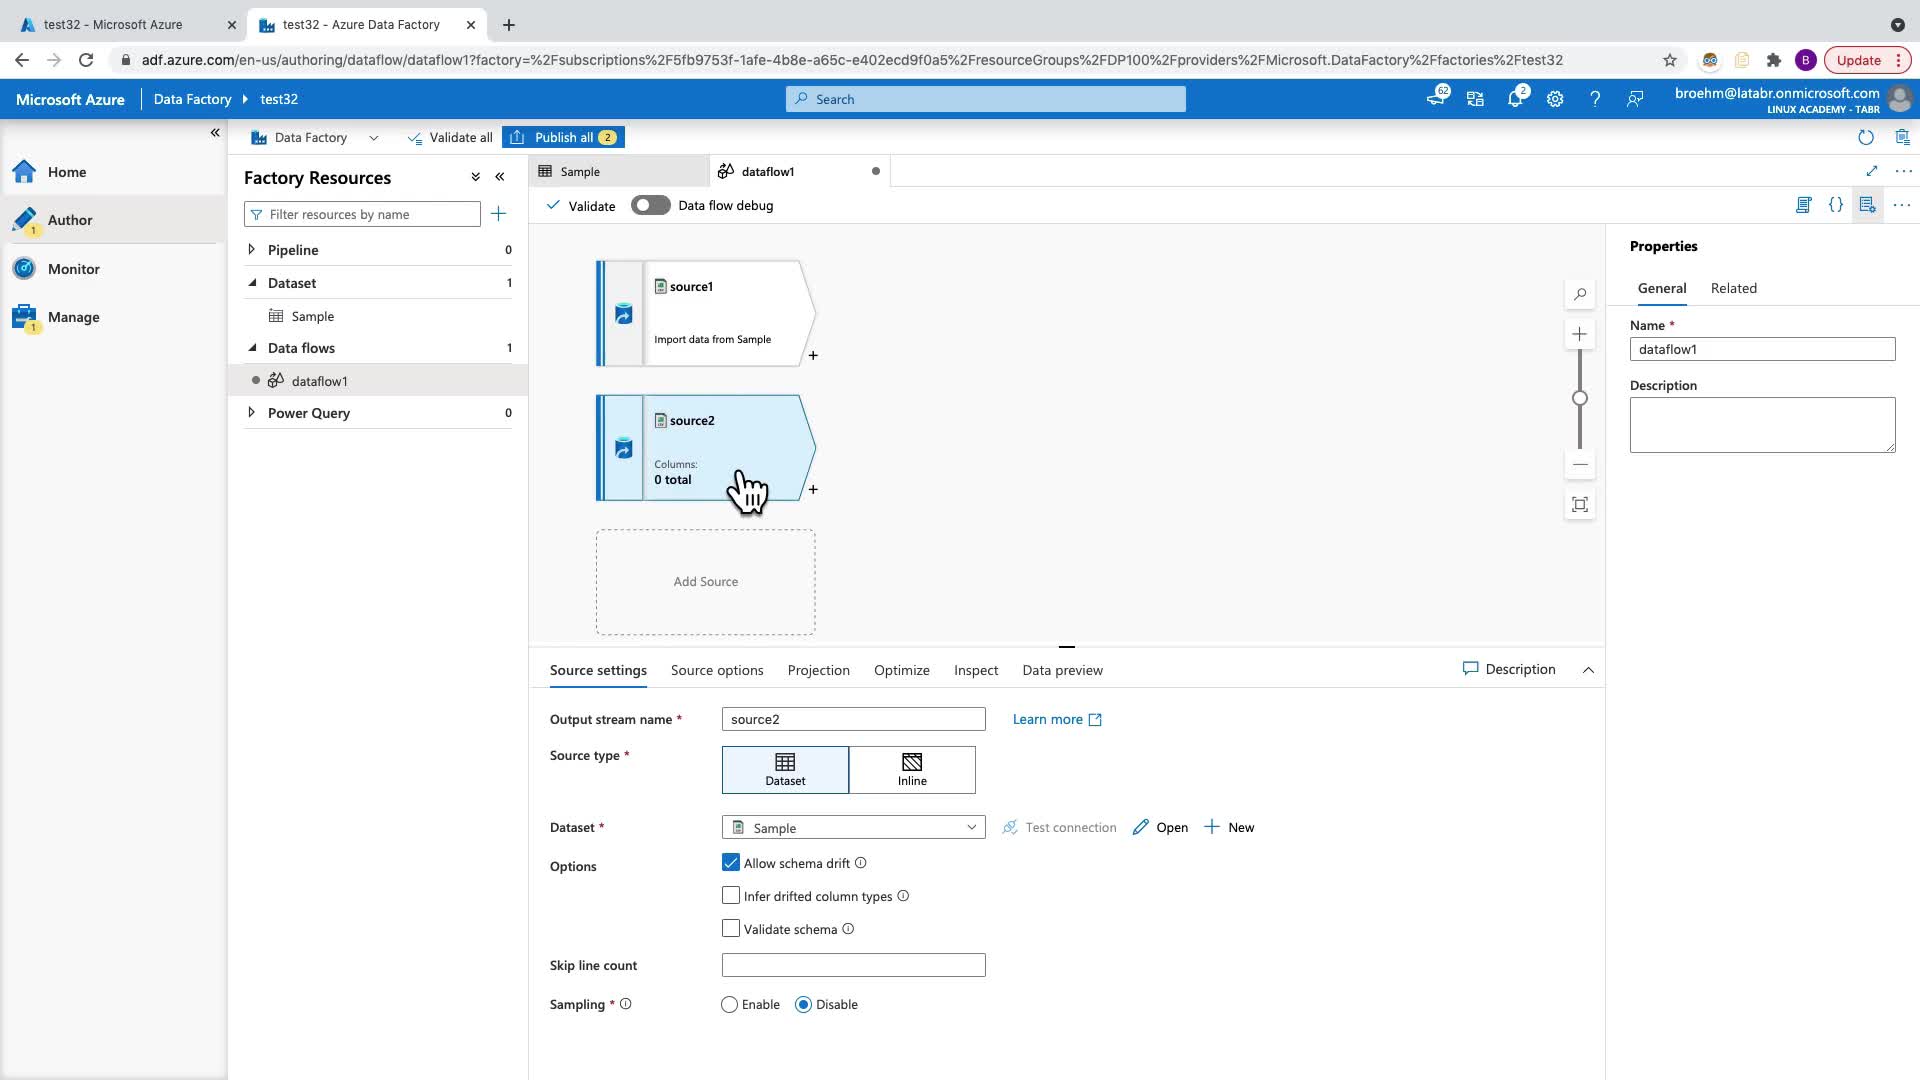 test32 - Microsoft Azure
test32 - Azure Data Factory
adf.azure.com/en-us/authoring/dataflow/dataflow1?factory=%2Fsubscriptions%2F5fb9753f-1afe-4b8e-a65c-e402ecd9f0a5%2FresourceGroups%2FDP100%2Fproviders%2FMicrosoft.DataFactory%2Ffactories%2Ftest32
B
Update
Microsoft Azure
Data Factory
test32
Search
62
2
broehm@latabr.onmicrosoft.com
LINUX ACADEMY - TABR
Data Factory
Validate all
Publish all 2
Home
Author
1
Monitor
Manage
1
Factory Resources
Filter resources by name
Pipeline 0
Dataset 1
Sample
Data flows 1
dataflow1
Power Query 0
Sample
dataflow1
Validate
Data flow debug
source1
Import data from Sample
source2
Columns:
0 total
Add Source
Properties
General
Related
Name *
dataflow1
Description
Source settings
Source options
Projection
Optimize
Inspect
Data preview
Description
Output stream name *
source2
Learn more
Source type *
Dataset
Inline
Dataset *
Sample
Test connection
Open
New
Options
Allow schema drift
Infer drifted column types
Validate schema
Skip line count
Sampling *
Enable
Disable